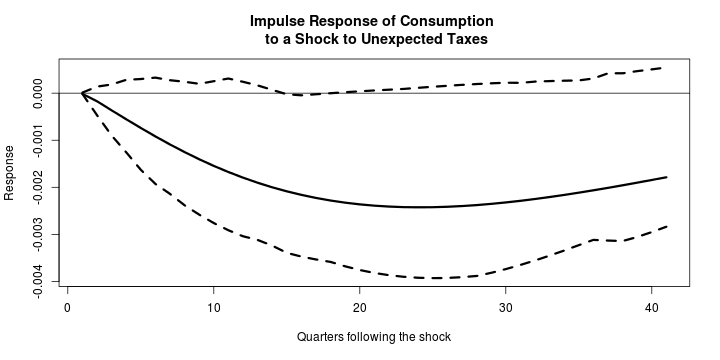 Impulse Response of Consumption
to a Shock to Unexpected Taxes
Response
0.000
-0.001
-0.002
-0.003
-0.004
0 10 20 30 40
Quarters following the shock